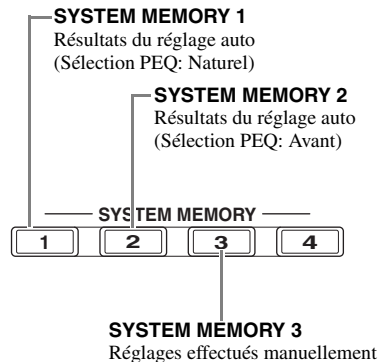 SYSTEM MEMORY 1
Résultats du réglage auto
(Sélection PEQ: Naturel)
SYSTEM MEMORY 2
Résultats du réglage auto
(Sélection PEQ: Avant)
SYSTEM MEMORY
1 2 3 4
SYSTEM MEMORY 3
Réglages effectués manuellement